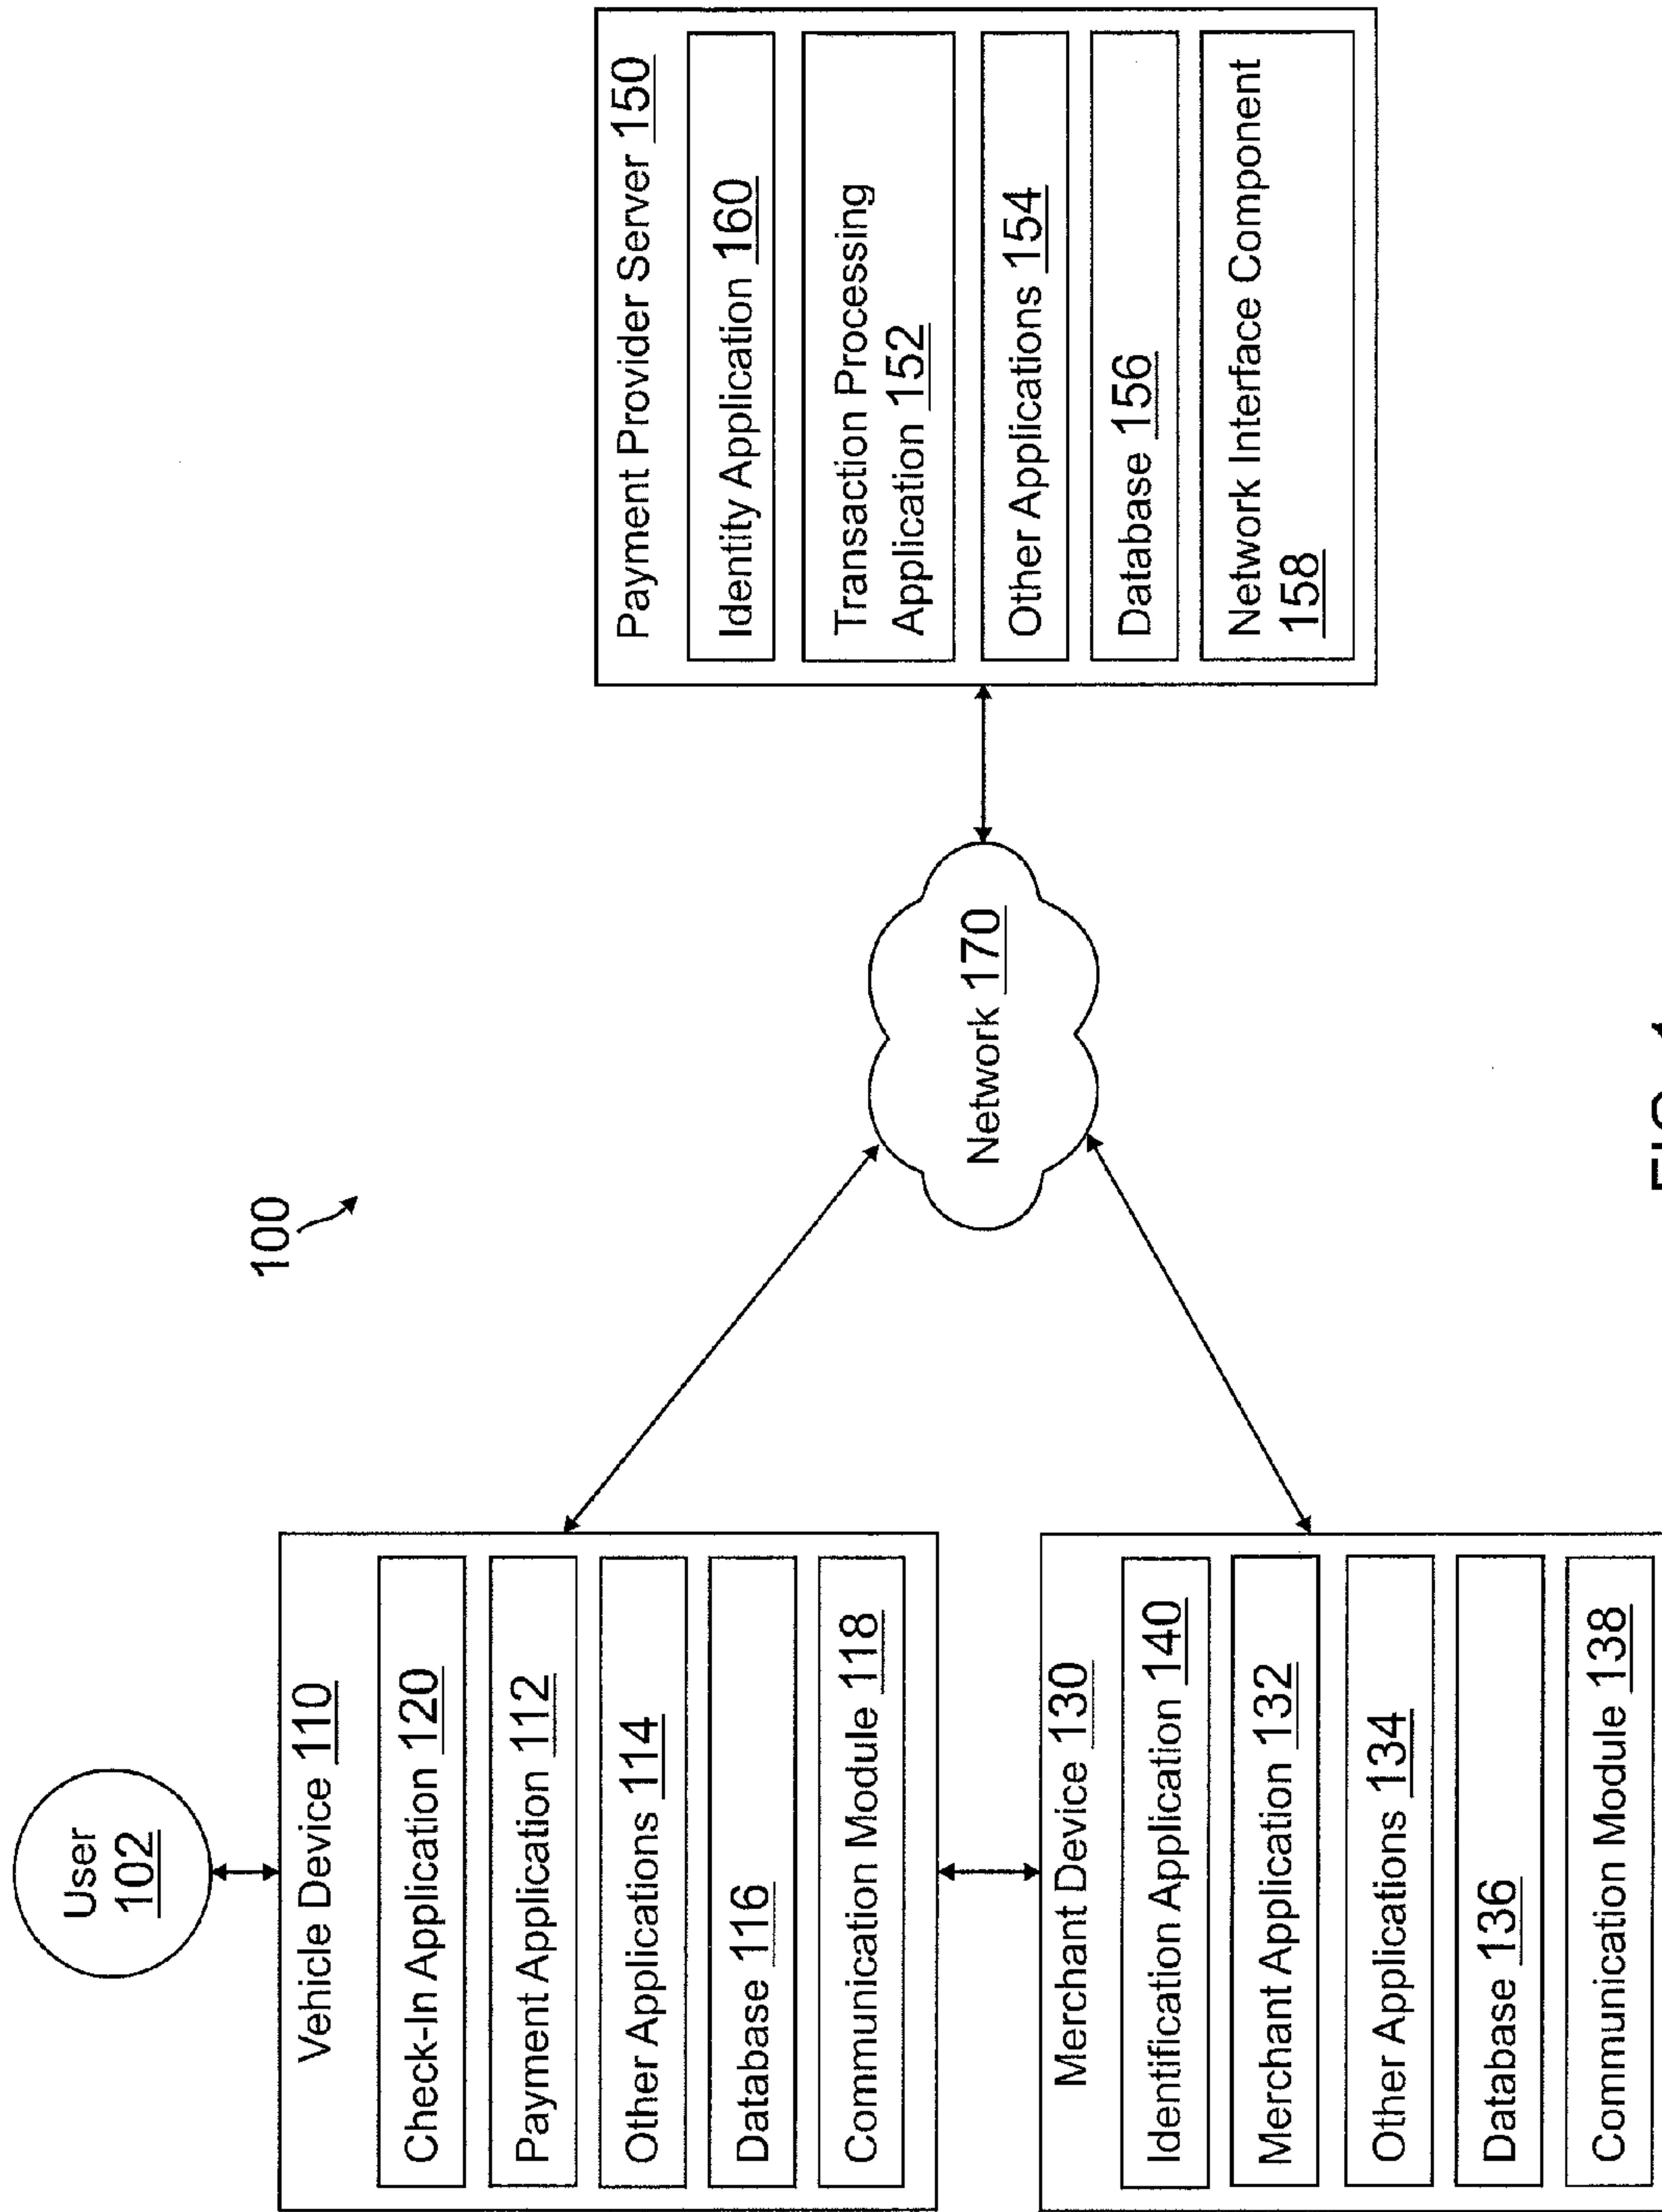 100
User
102
Vehicle Device 110
Check-In Application 120
Payment Application 112
Other Applications 114
Database 116
Communication Module 118
Merchant Device 130
Identification Application 140
Merchant Application 132
Other Applications 134
Database 136
Communication Module 138
Network 170
Payment Provider Server 150
Identity Application 160
Transaction Processing
Application 152
Other Applications 154
Database 156
Network Interface Component
158